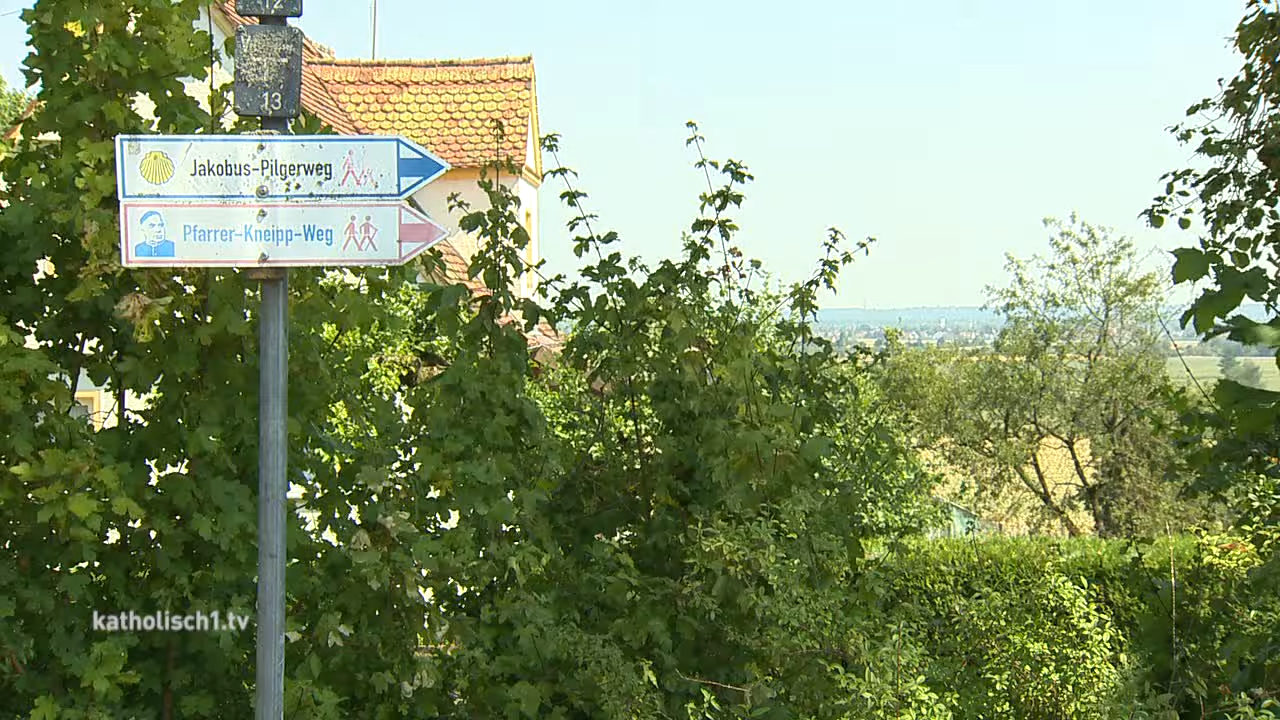 12
13
Jakobus-Pilgerweg
Pfarrer-Kneipp-Weg
katholisch1.tv